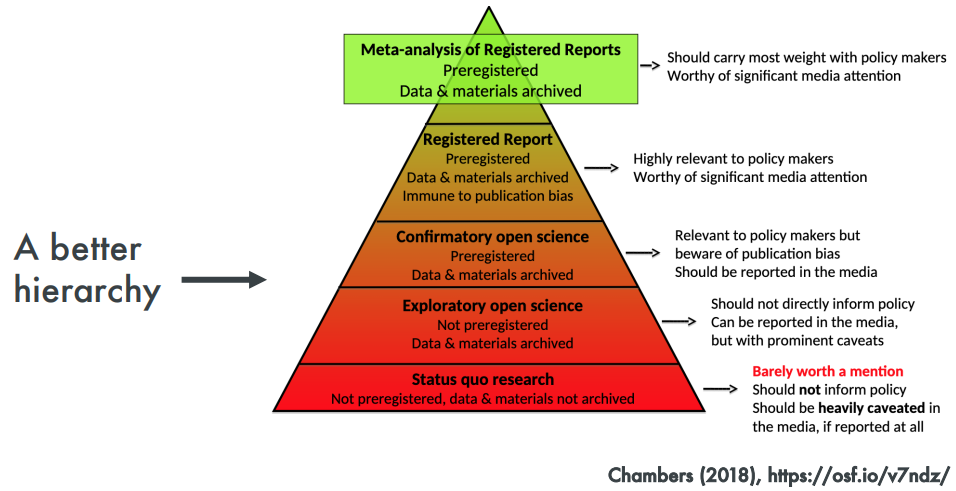 Meta-analysis of Registered Reports
Preregistered
Data & materials archived
Should carry most weight with policy makers
Worthy of significant media attention
Registered Report
Preregistered
Data & materials archived
Immune to publication bias
Highly relevant to policy makers
Worthy of significant media attention
A better
hierarchy
Confirmatory open science
Preregistered
Data & materials archived
Relevant to policy makers but
beware of publication bias
Should be reported in the media
Exploratory open science
Not preregistered
Data & materials archived
Should not directly inform policy
Can be reported in the media,
but with prominent caveats
Status quo research
Not preregistered, data & materials not archived
Barely worth a mention
Should not inform policy
Should be heavily caveated in
the media, if reported at all
Chambers (2018), https://osf.io/v7ndz/